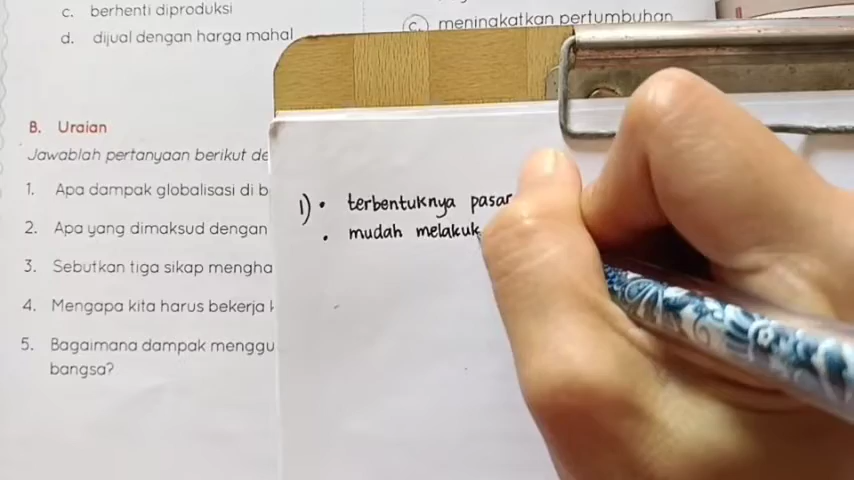 c. berhenti diproduksi
d. dijual dengan harga mahal
c. meningkatkan pertumbuhan
B. Uraian
Jawablah pertanyaan berikut de
1. Apa dampak globalisasi di b
2. Apa yang dimaksud dengan
3. Sebutkan tiga sikap mengha
4. Mengapa kita harus bekerja
5. Bagaimana dampak menggu
bangsa?
1) • terbentuknya pasar
• mudah melakuk